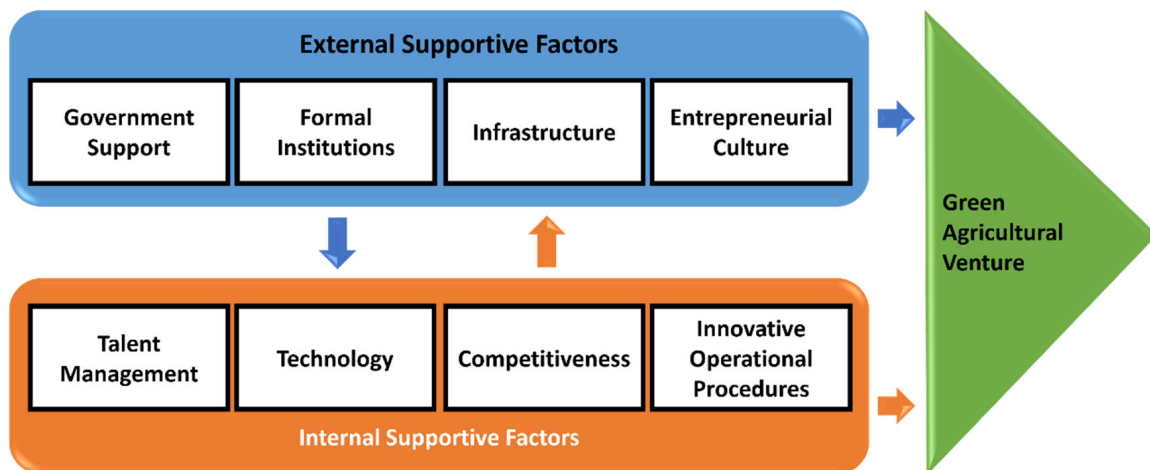 External Supportive Factors
Government
Support
Formal
Institutions
Infrastructure
Entrepreneurial
Culture
Green
Agricultural
Venture
Talent
Management
Technology
Competitiveness
Innovative
Operational
Procedures
Internal Supportive Factors